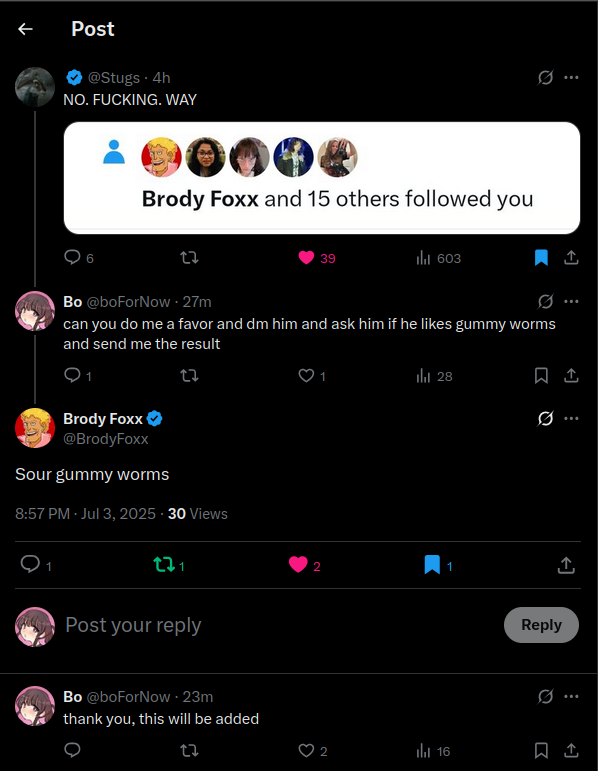 Post
@Stugs · 4h
NO. FUCKING. WAY
Brody Foxx and 15 others followed you
6 39 603
Bo @boForNow · 27m
can you do me a favor and dm him and ask him if he likes gummy worms
and send me the result
1 1 28
Brody Foxx
@BrodyFoxx
Sour gummy worms
8:57 PM · Jul 3, 2025 · 30 Views
1 1 2 1
Post your reply Reply
Bo @boForNow · 23m
thank you, this will be added
2 16